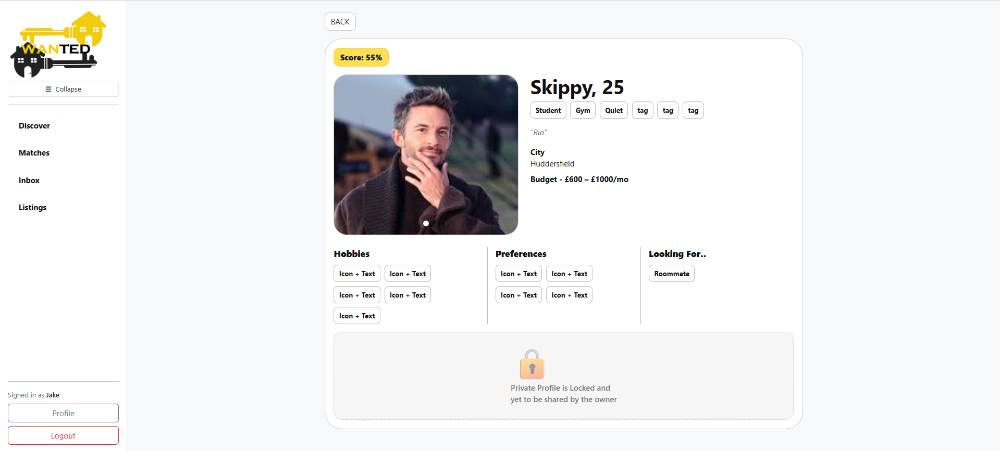 WANTED
☰ Collapse
Discover
Matches
Inbox
Listings
Signed in as Jake
Profile
Logout
BACK
Score: 55%
Skippy, 25
Student Gym Quiet tag tag tag
"Bio"
City
Huddersfield
Budget - £600 – £1000/mo
Hobbies
Icon + Text Icon + Text
Icon + Text Icon + Text
Icon + Text
Preferences
Icon + Text Icon + Text
Icon + Text Icon + Text
Looking For..
Roommate
Private Profile is Locked and
yet to be shared by the owner